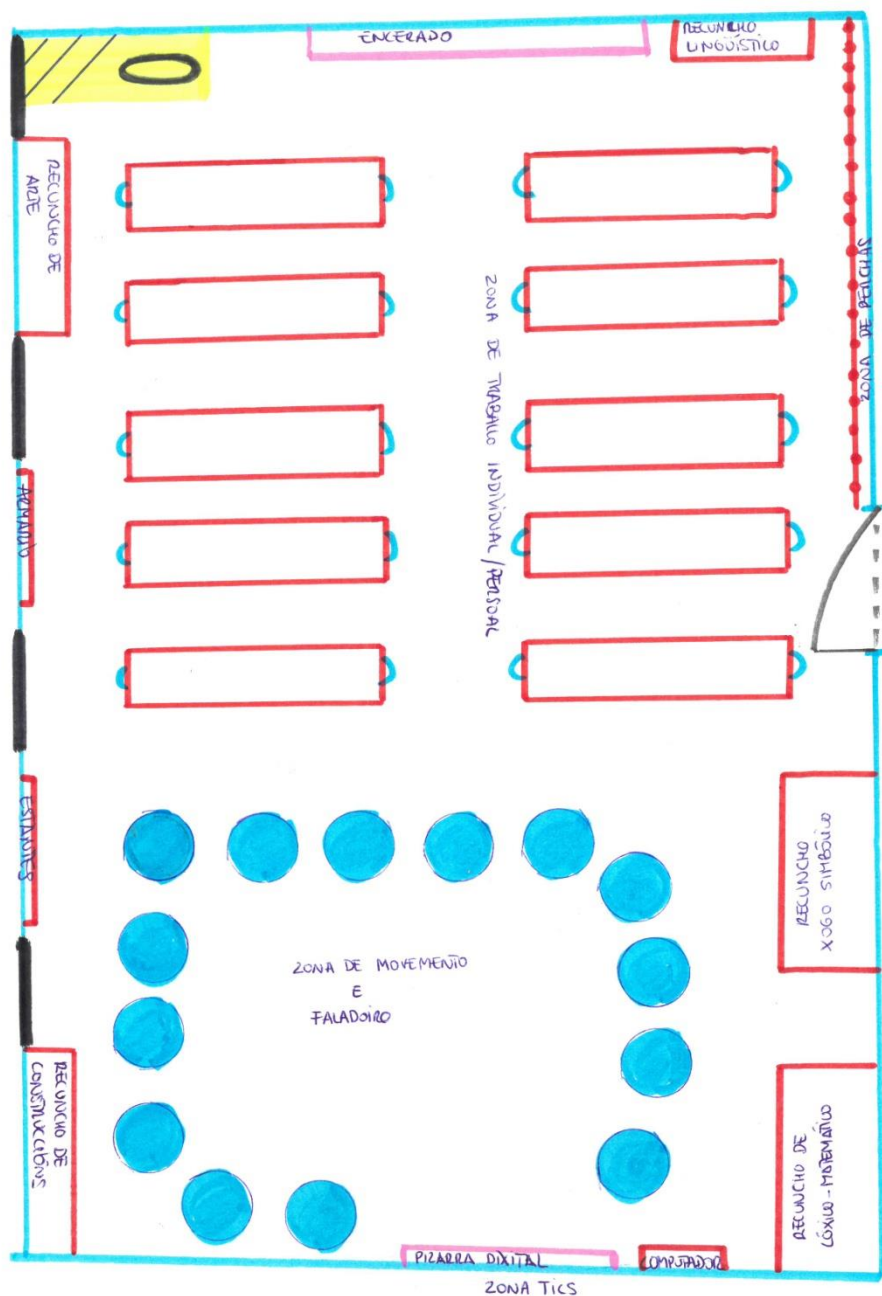 ENCERADO
RECUNCHO
LINGÜÍSTICO
RECUNCHO DE
ARTE
ZONA DE PERCHAS
ZONA DE TRABALLO INDIVIDUAL/PERSOAL
ARMARIO
ESTANTES
RECUNCHO
XOGO SIMBÓLICO
ZONA DE MOVEMENTO
E
FALADOIRO
RECUNCHO DE
CONSTRUCCIÓNS
RECUNCHO DE
LÓXICO-MATEMÁTICO
PIZARRA DIXITAL
COMPUTADOR
ZONA TICS